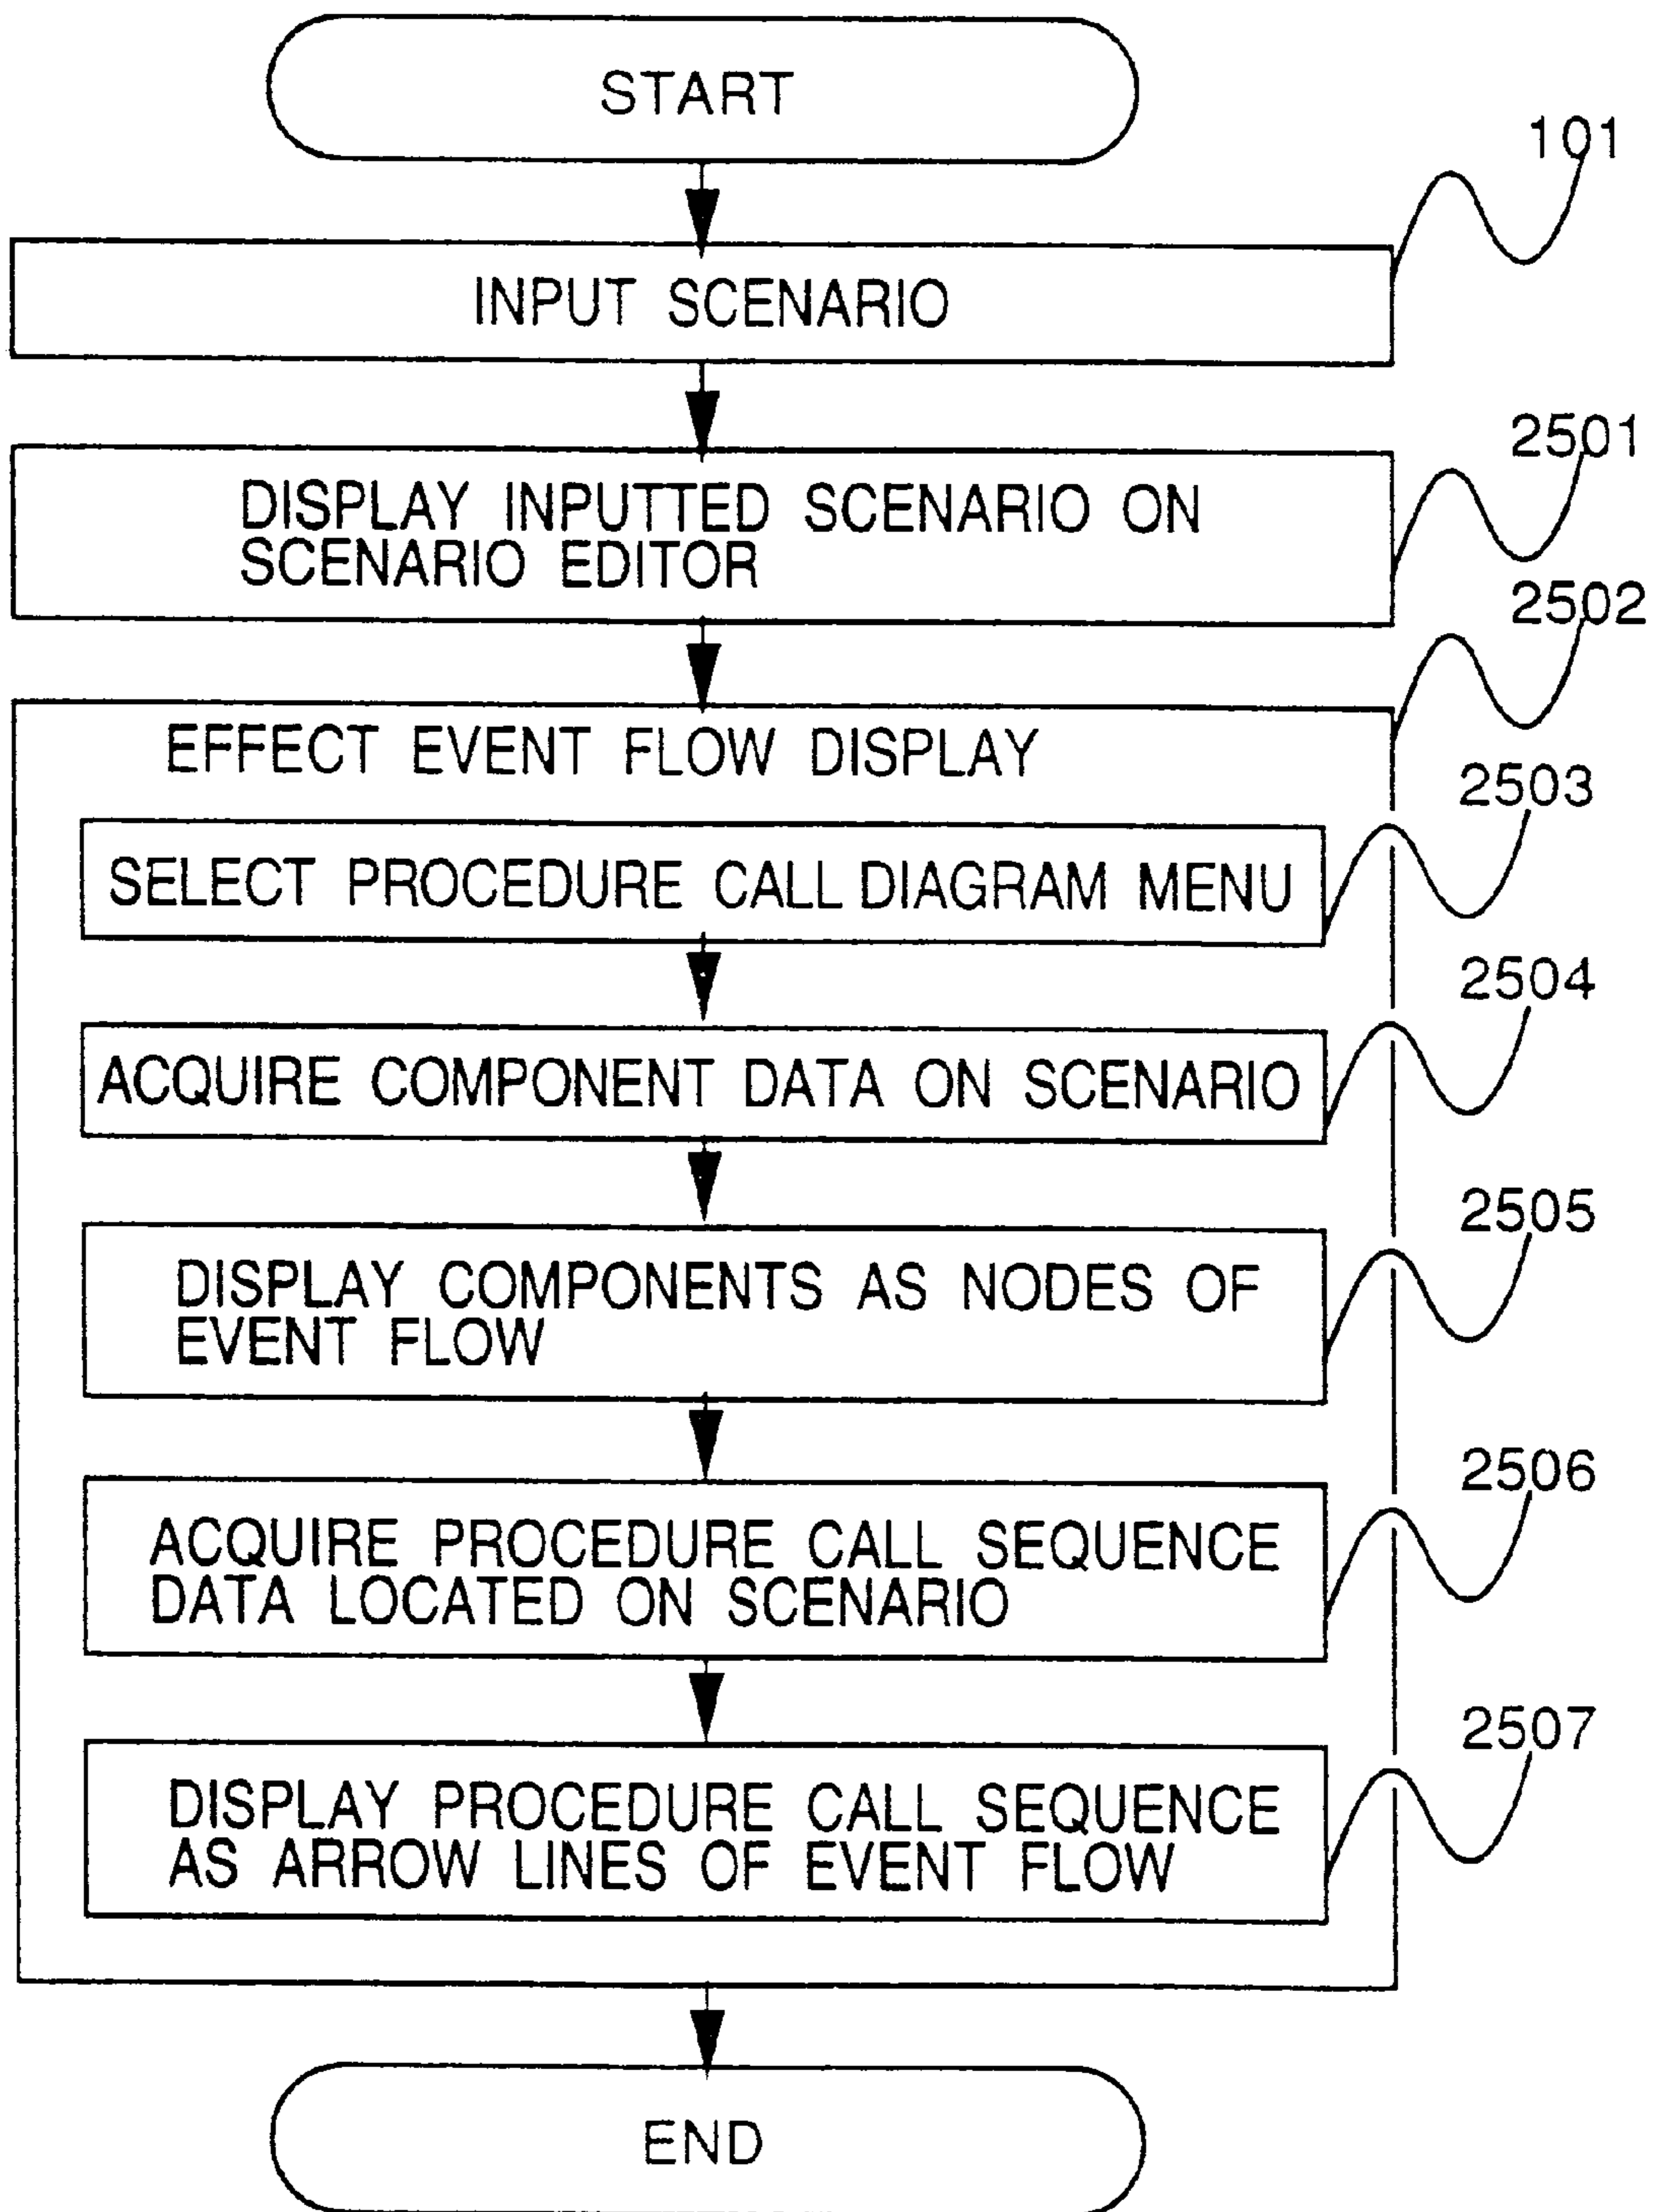 START
101
INPUT SCENARIO
2501
DISPLAY INPUTTED SCENARIO ON
SCENARIO EDITOR
2502
EFFECT EVENT FLOW DISPLAY
2503
SELECT PROCEDURE CALL DIAGRAM MENU
2504
ACQUIRE COMPONENT DATA ON SCENARIO
2505
DISPLAY COMPONENTS AS NODES OF
EVENT FLOW
2506
ACQUIRE PROCEDURE CALL SEQUENCE
DATA LOCATED ON SCENARIO
2507
DISPLAY PROCEDURE CALL SEQUENCE
AS ARROW LINES OF EVENT FLOW
END